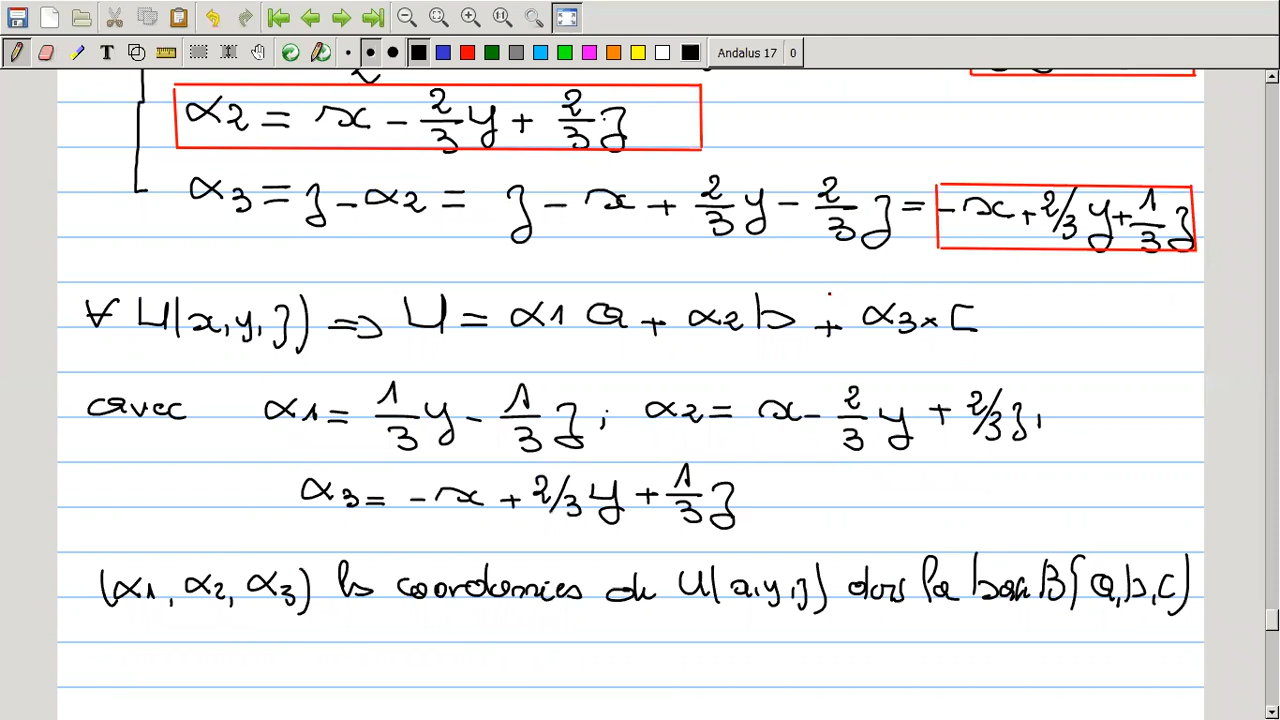 Andalus 17 0
α2 = x - 2/3 y + 2/3 z
α3 = z - α2 = z - x + 2/3 y - 2/3 z = - x + 2/3 y + 1/3 z
∀ U(x, y, z) ⇒ U = α1 a + α2 b + α3 × c
avec α1 = 1/3 y - 1/3 z ; α2 = x - 2/3 y + 2/3 z,
α3 = - x + 2/3 y + 1/3 z
(α1, α2, α3) les coordonnées de U(x, y, z) dans la base B{a, b, c}